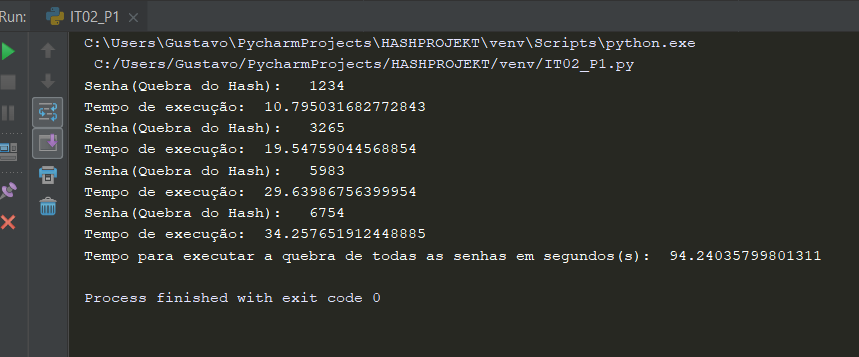 Run: IT02_P1
C:\Users\Gustavo\PycharmProjects\HASHPROJEKT\venv\Scripts\python.exe
C:/Users/Gustavo/PycharmProjects/HASHPROJEKT/venv/IT02_P1.py
Senha(Quebra do Hash):   1234
Tempo de execução:  10.795031682772843
Senha(Quebra do Hash):   3265
Tempo de execução:  19.54759044568854
Senha(Quebra do Hash):   5983
Tempo de execução:  29.63986756399954
Senha(Quebra do Hash):   6754
Tempo de execução:  34.257651912448885
Tempo para executar a quebra de todas as senhas em segundos(s):  94.24035799801311
Process finished with exit code 0